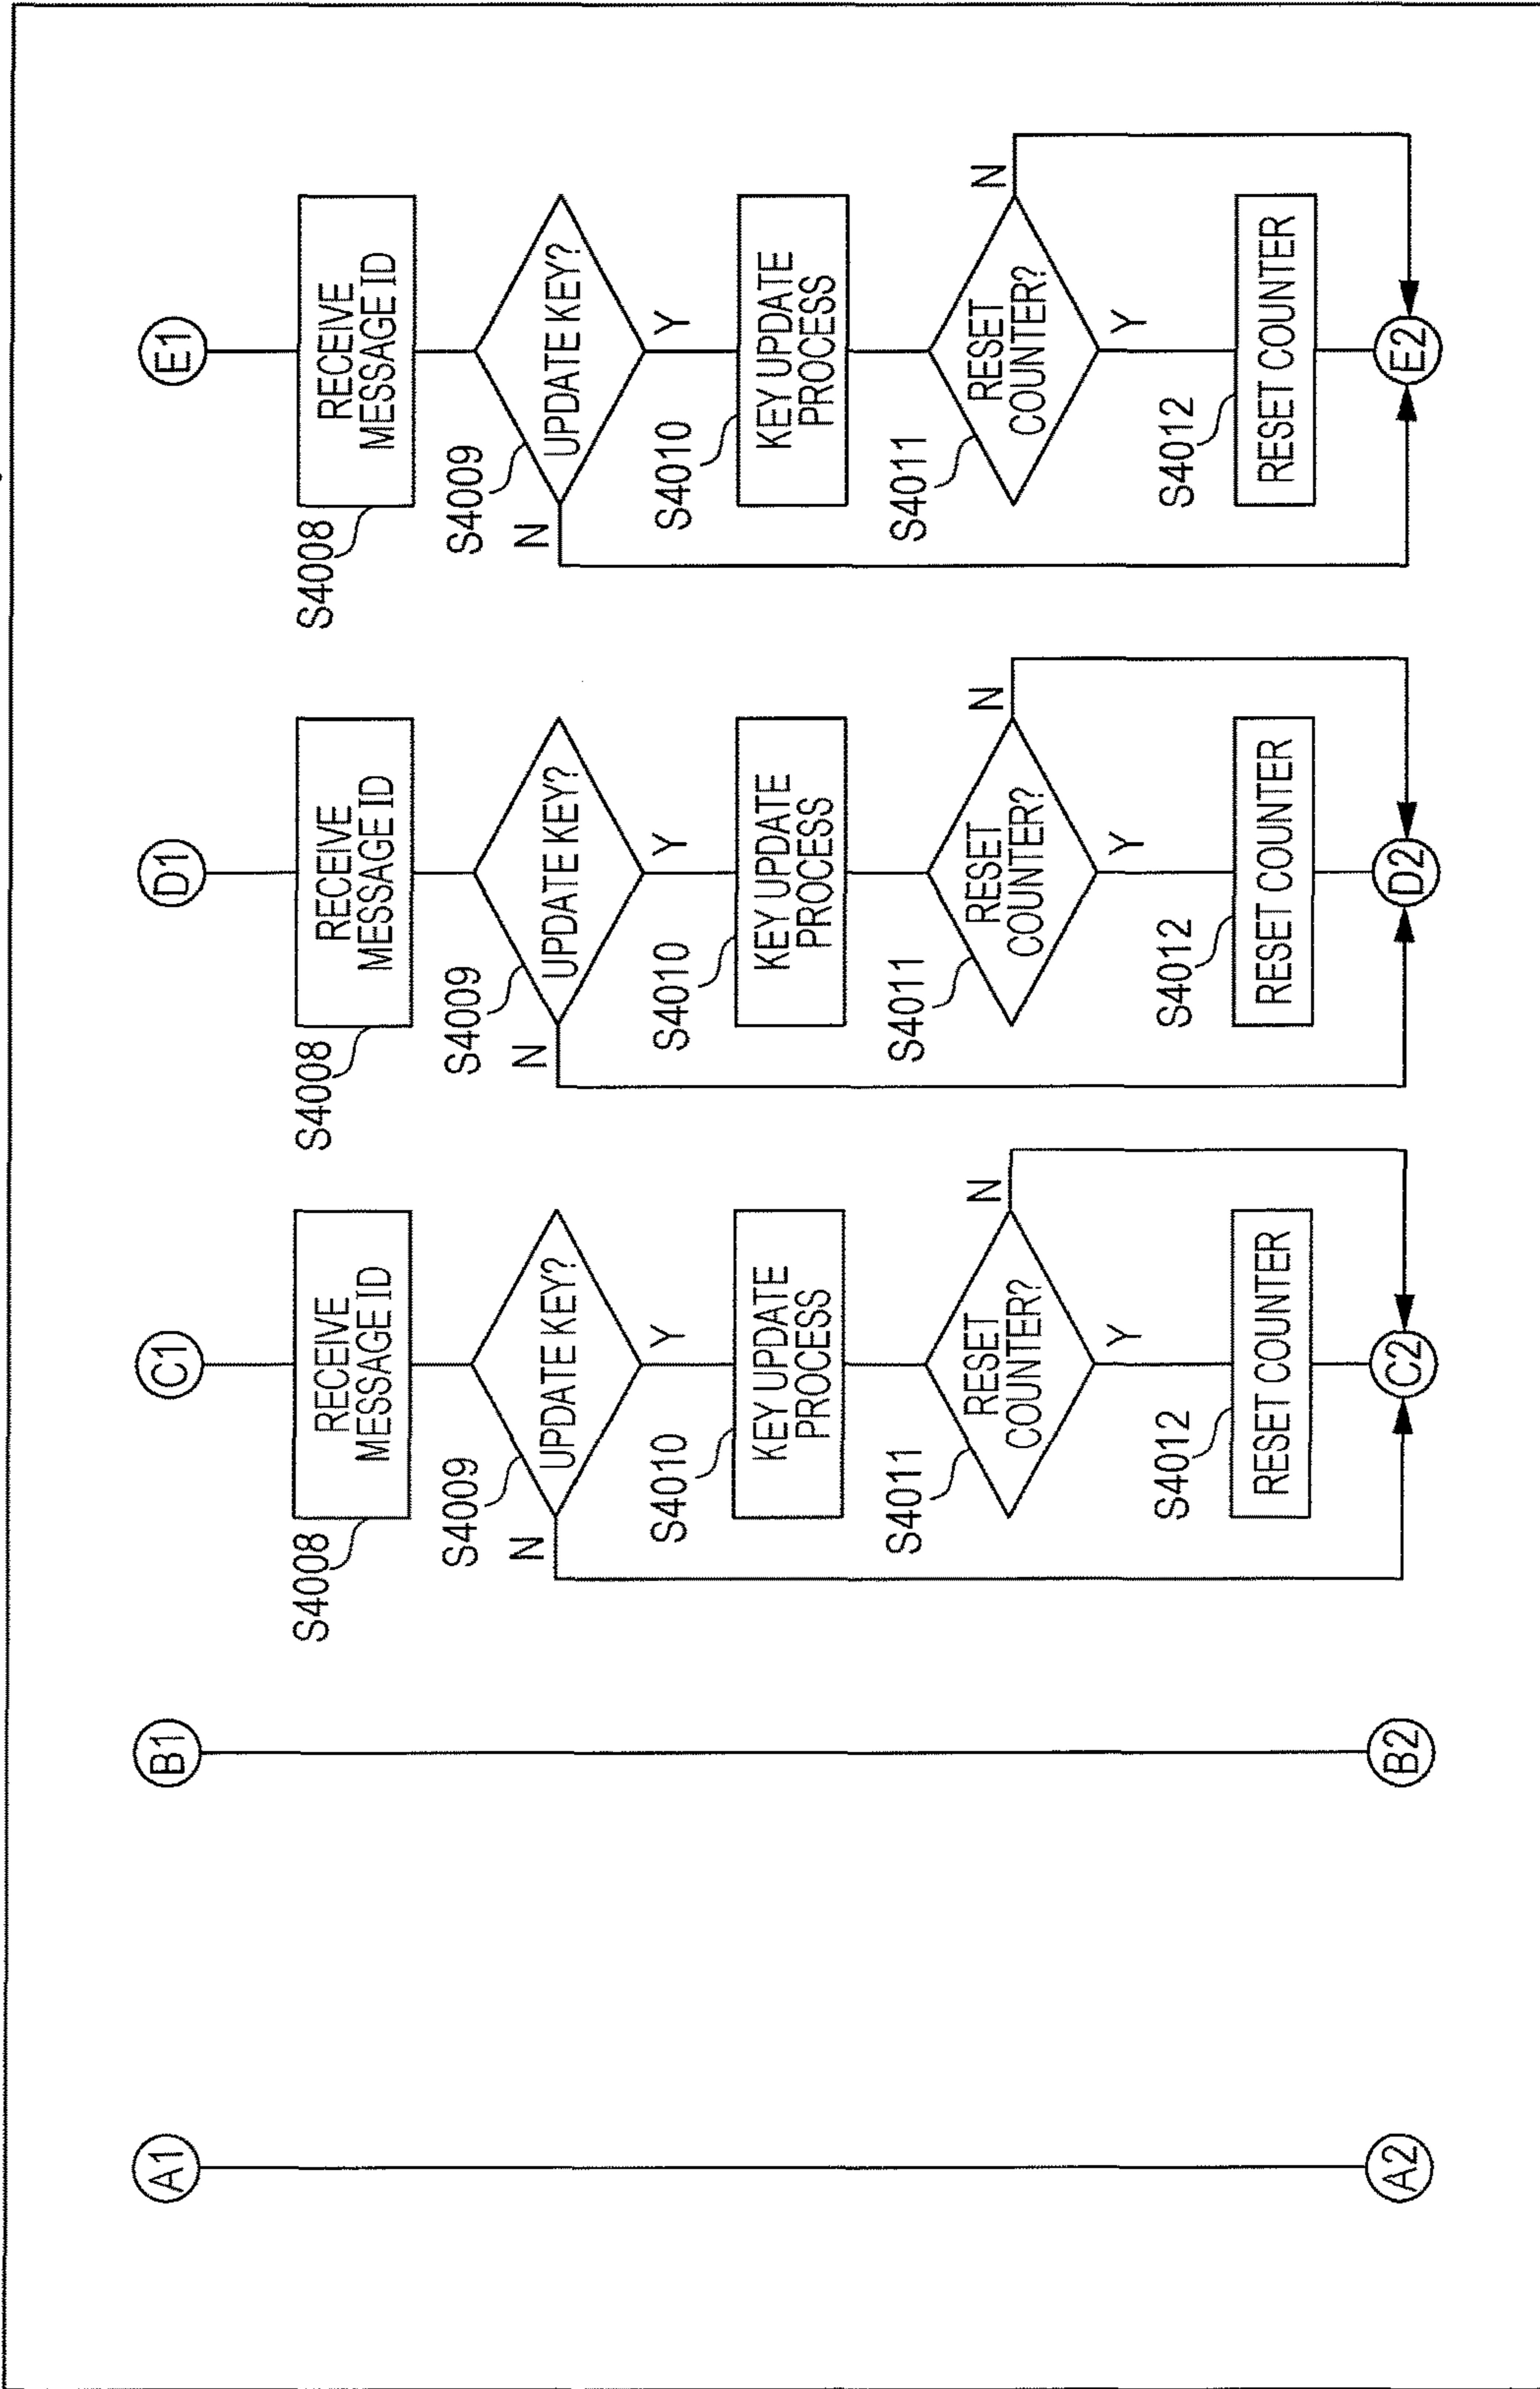 A1
B1
C1
D1
E1
S4008
RECEIVE
MESSAGE ID
S4008
RECEIVE
MESSAGE ID
S4008
RECEIVE
MESSAGE ID
S4009
UPDATE KEY?
N
Y
S4009
UPDATE KEY?
N
Y
S4009
UPDATE KEY?
N
Y
S4010
KEY UPDATE
PROCESS
S4010
KEY UPDATE
PROCESS
S4010
KEY UPDATE
PROCESS
S4011
RESET
COUNTER?
N
Y
S4011
RESET
COUNTER?
N
Y
S4011
RESET
COUNTER?
N
Y
S4012
RESET COUNTER
S4012
RESET COUNTER
S4012
RESET COUNTER
A2
B2
C2
D2
E2